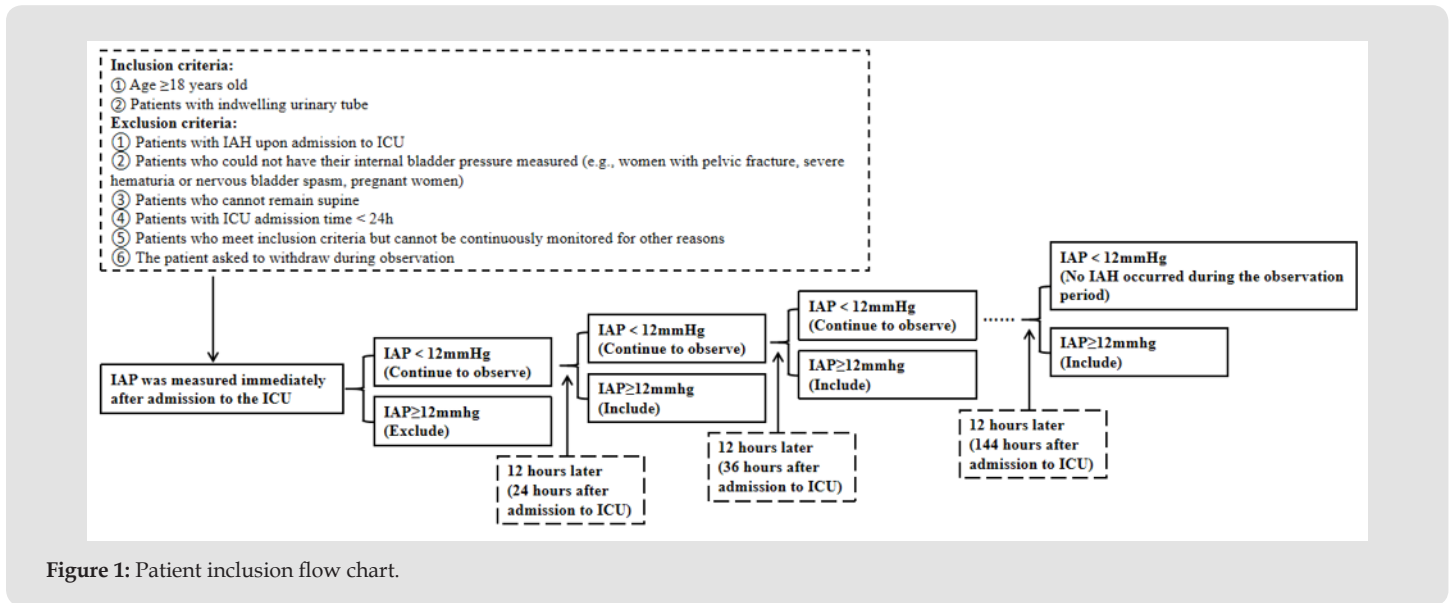 Inclusion criteria:
① Age ≥18 years old
② Patients with indwelling urinary tube
Exclusion criteria:
① Patients with IAH upon admission to ICU
② Patients who could not have their internal bladder pressure measured (e.g., women with pelvic fracture, severe
hematuria or nervous bladder spasm, pregnant women)
③ Patients who cannot remain supine
④ Patients with ICU admission time < 24h
⑤ Patients who meet inclusion criteria but cannot be continuously monitored for other reasons
⑥ The patient asked to withdraw during observation
IAP was measured immediately
after admission to the ICU
IAP < 12mmHg
(Continue to observe)
IAP≥12mmhg
(Exclude)
12 hours later
(24 hours after
admission to ICU)
IAP < 12mmHg
(Continue to observe)
IAP≥12mmhg
(Include)
12 hours later
(36 hours after
admission to ICU)
IAP < 12mmHg
(Continue to observe)
IAP≥12mmhg
(Include)
......
12 hours later
(144 hours after
admission to ICU)
IAP < 12mmHg
(No IAH occurred during the observation
period)
IAP≥12mmhg
(Include)
Figure 1: Patient inclusion flow chart.